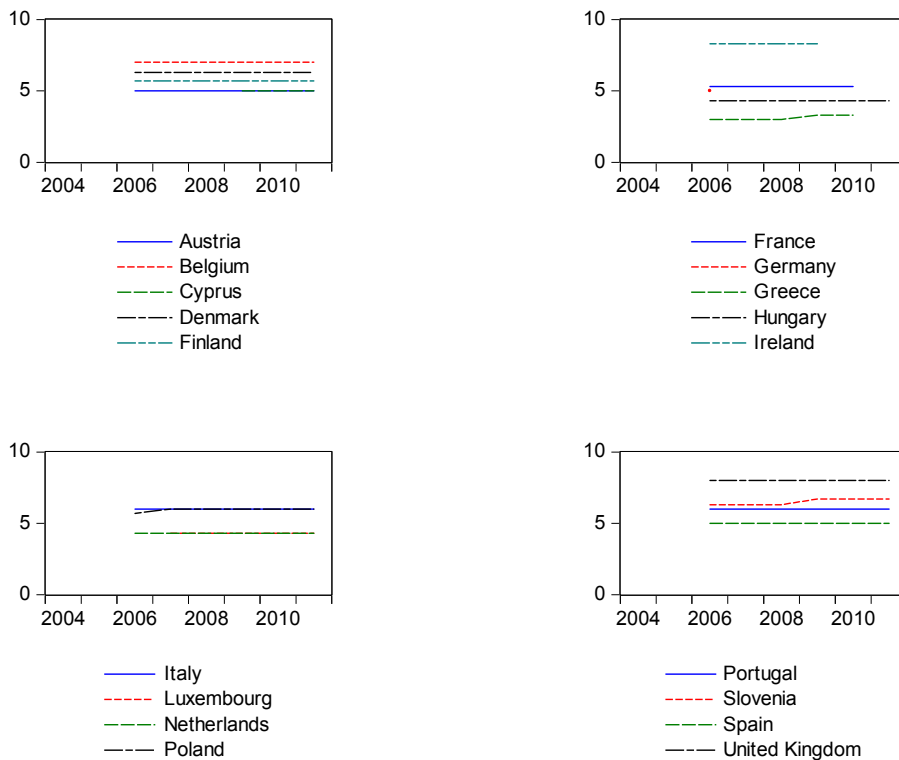 10
5
0
2004 2006 2008 2010
Austria
Belgium
Cyprus
Denmark
Finland
10
5
0
2004 2006 2008 2010
France
Germany
Greece
Hungary
Ireland
10
5
0
2004 2006 2008 2010
Italy
Luxembourg
Netherlands
Poland
10
5
0
2004 2006 2008 2010
Portugal
Slovenia
Spain
United Kingdom